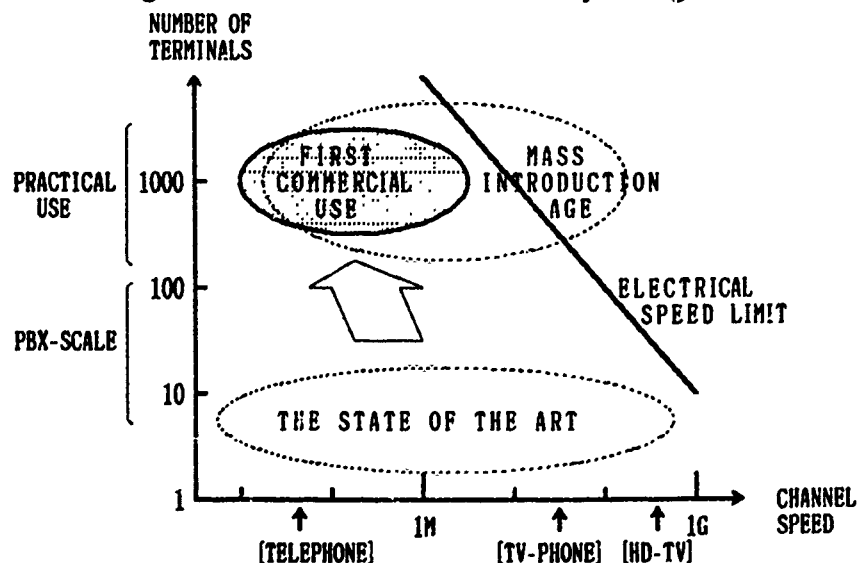 NUMBER OF
TERMINALS
PRACTICAL
USE
1000
FIRST
COMMERCIAL
USE
MASS
INTRODUCTION
AGE
100
ELECTRICAL
SPEED LIMIT
PBX-SCALE
10
THE STATE OF THE ART
1
1M
1G
CHANNEL
SPEED
[TELEPHONE]
[TV-PHONE]
[HD-TV]